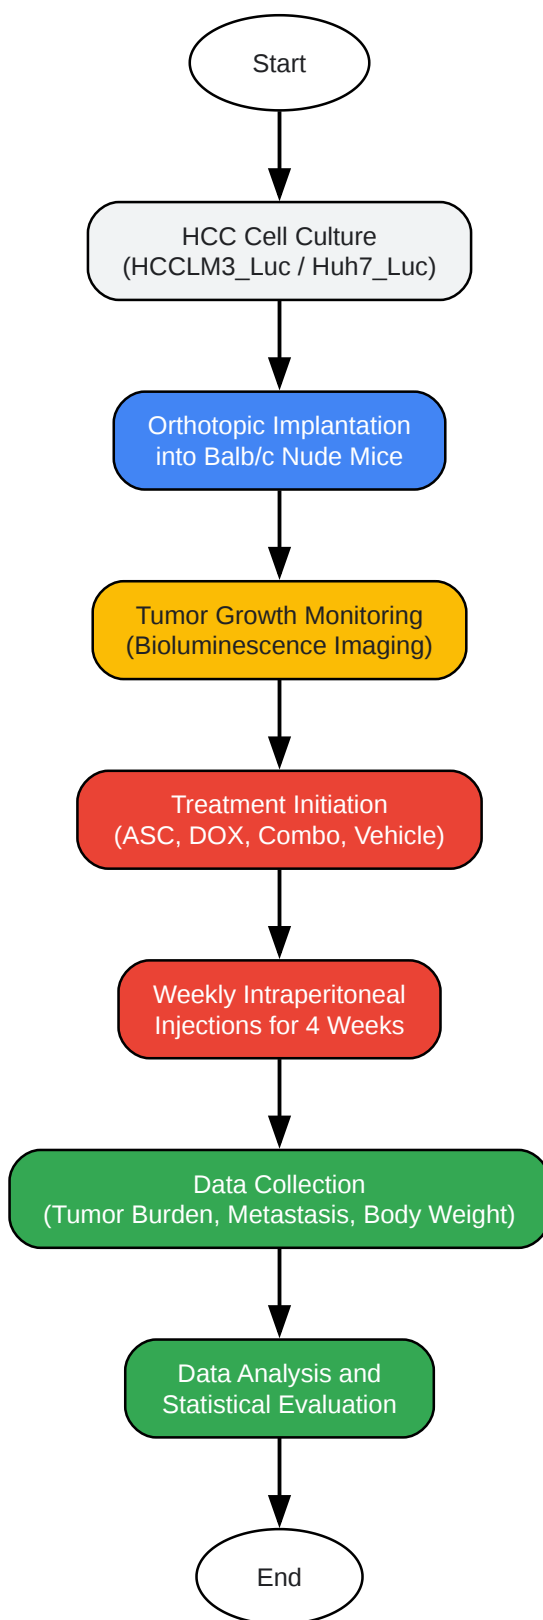 Start
HCC Cell Culture
(HCCLM3_Luc / Huh7_Luc)
Orthotopic Implantation
into Balb/c Nude Mice
Tumor Growth Monitoring
(Bioluminescence Imaging)
Treatment Initiation
(ASC, DOX, Combo, Vehicle)
Weekly Intraperitoneal
Injections for 4 Weeks
Data Collection
(Tumor Burden, Metastasis, Body Weight)
Data Analysis and
Statistical Evaluation
End